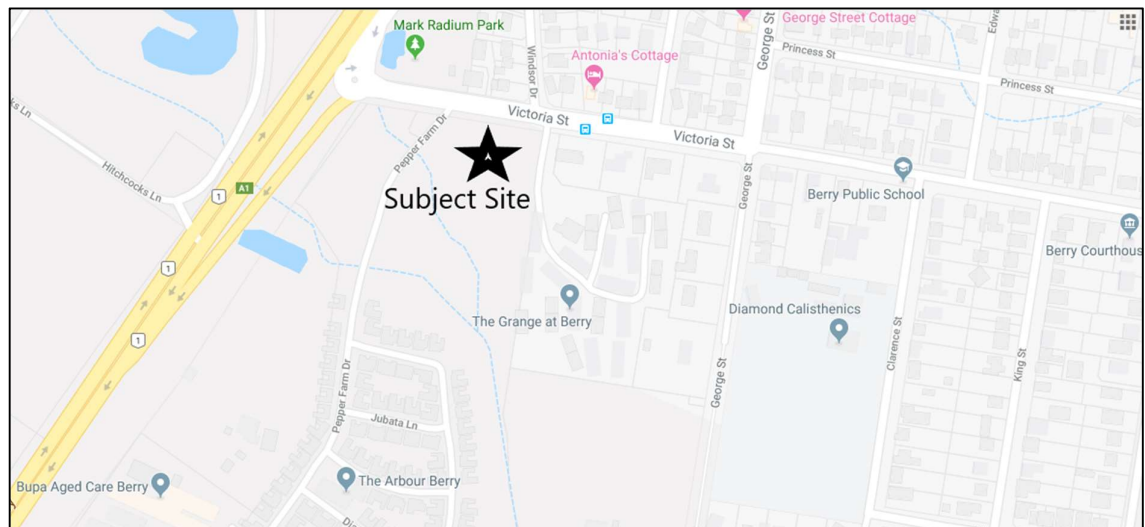 George Street Cottage
Mark Radium Park
George St
Princess St
Windsor Dr
Antonia's Cottage
Princess St
Victoria St
Pepper Farm Dr
Victoria St
Hitchcocks Ln
A1
1
Subject Site
George St
Berry Public School
Berry Courthous
1
The Grange at Berry
Diamond Calisthenics
1
Clarence St
King St
Pepper Farm Dr
George St
Jubata Ln
Bupa Aged Care Berry
The Arbour Berry